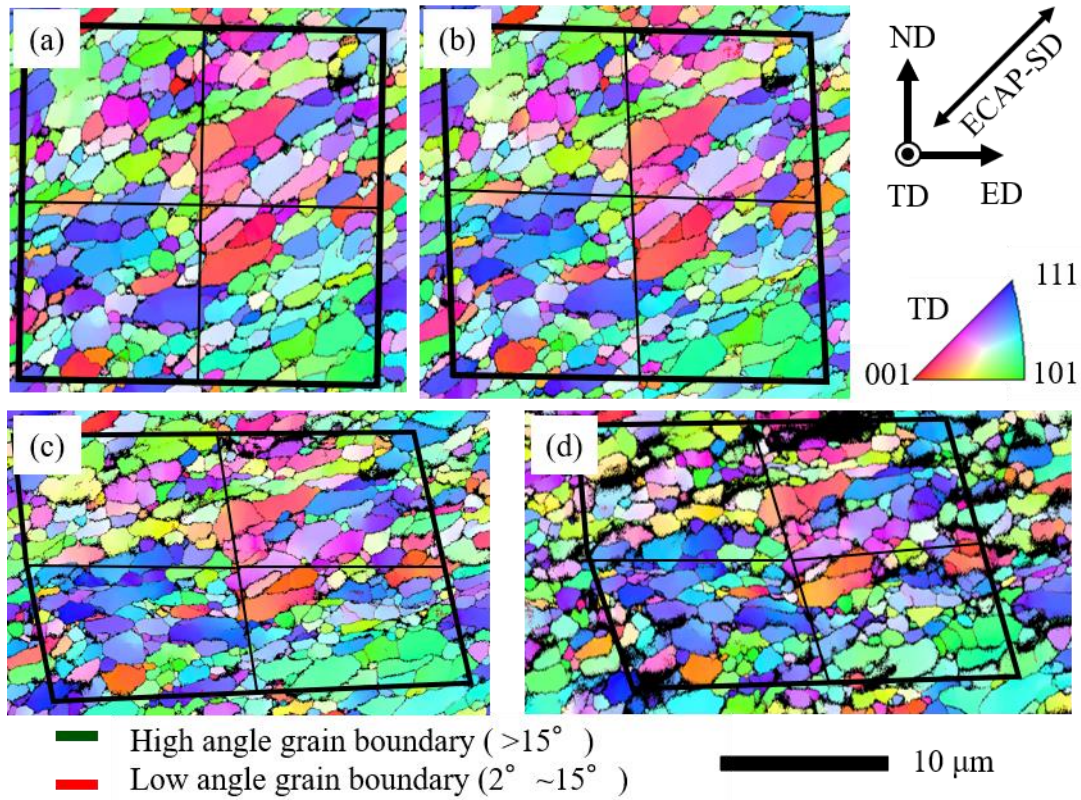 (a)
(b)
ND
ECAP-SD
TD
ED
TD
111
001
101
(c)
(d)
High angle grain boundary ( >15° )
Low angle grain boundary (2° ~15° )
10 μm